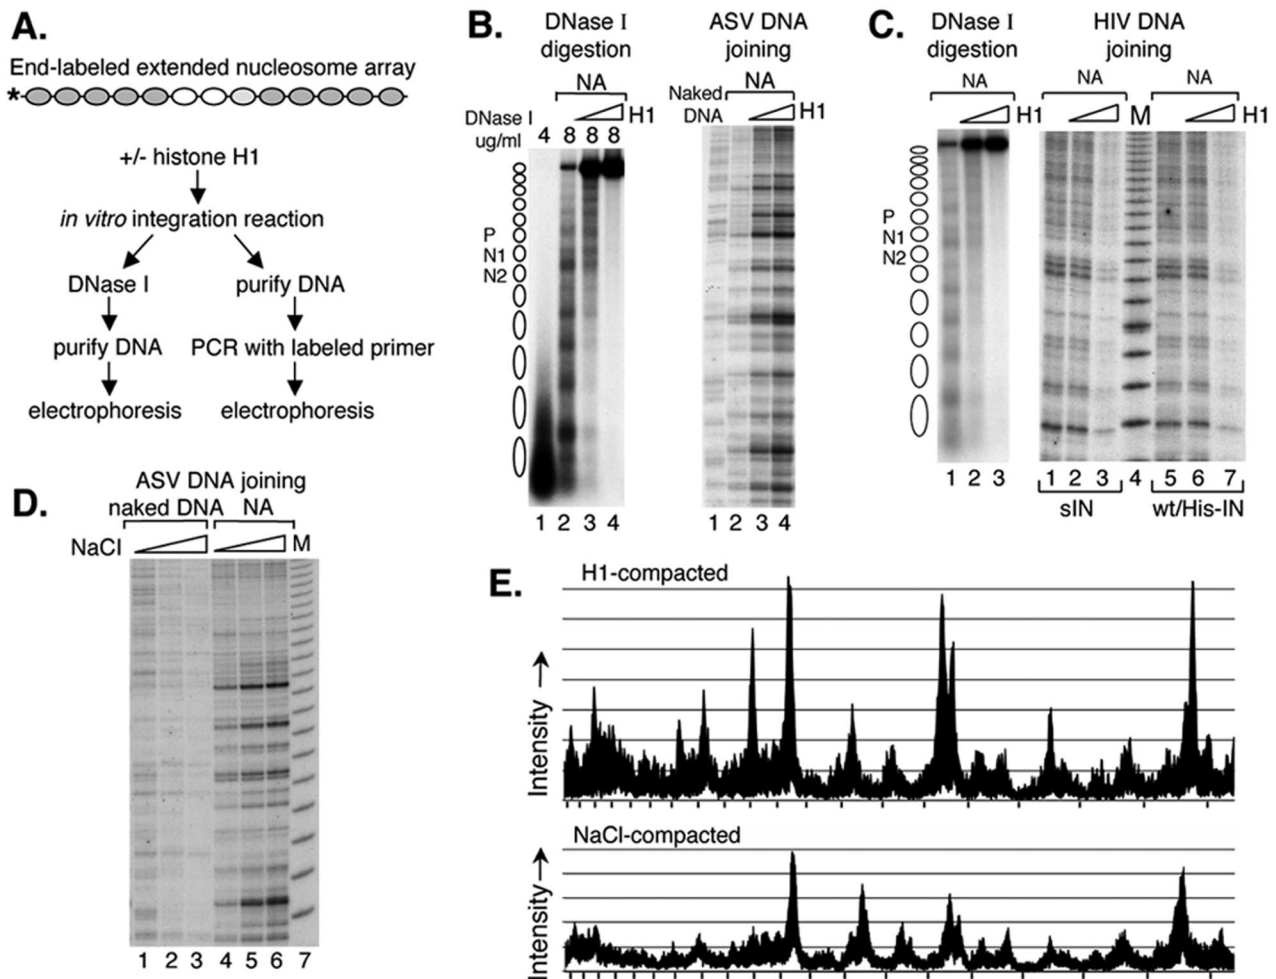 A.
End-labeled extended nucleosome array
*
+/- histone H1
in vitro integration reaction
DNase I
purify DNA
purify DNA
PCR with labeled primer
electrophoresis
electrophoresis
B.
DNase I
digestion
ASV DNA
joining
NA
NA
Naked
DNA
DNase I
ug/ml
4 8 8 8
H1
H1
P
N1
N2
1 2 3 4
1 2 3 4
C.
DNase I
digestion
HIV DNA
joining
NA
NA
NA
H1
M
H1
P
N1
N2
1 2 3
1 2 3 4 5 6 7
sIN
wt/His-IN
D.
ASV DNA joining
naked DNA NA
NaCl
M
1 2 3 4 5 6 7
E.
H1-compacted
Intensity →
NaCl-compacted
Intensity →